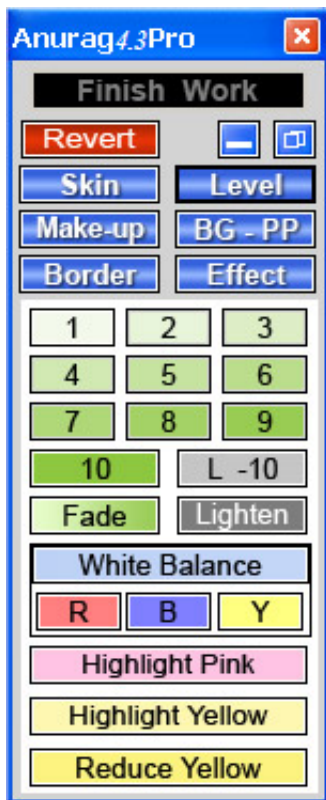 Anurag4.3Pro
Finish Work
Revert
Skin Level
Make-up BG - PP
Border Effect
1 2 3
4 5 6
7 8 9
10 L -10
Fade Lighten
White Balance
R B Y
Highlight Pink
Highlight Yellow
Reduce Yellow